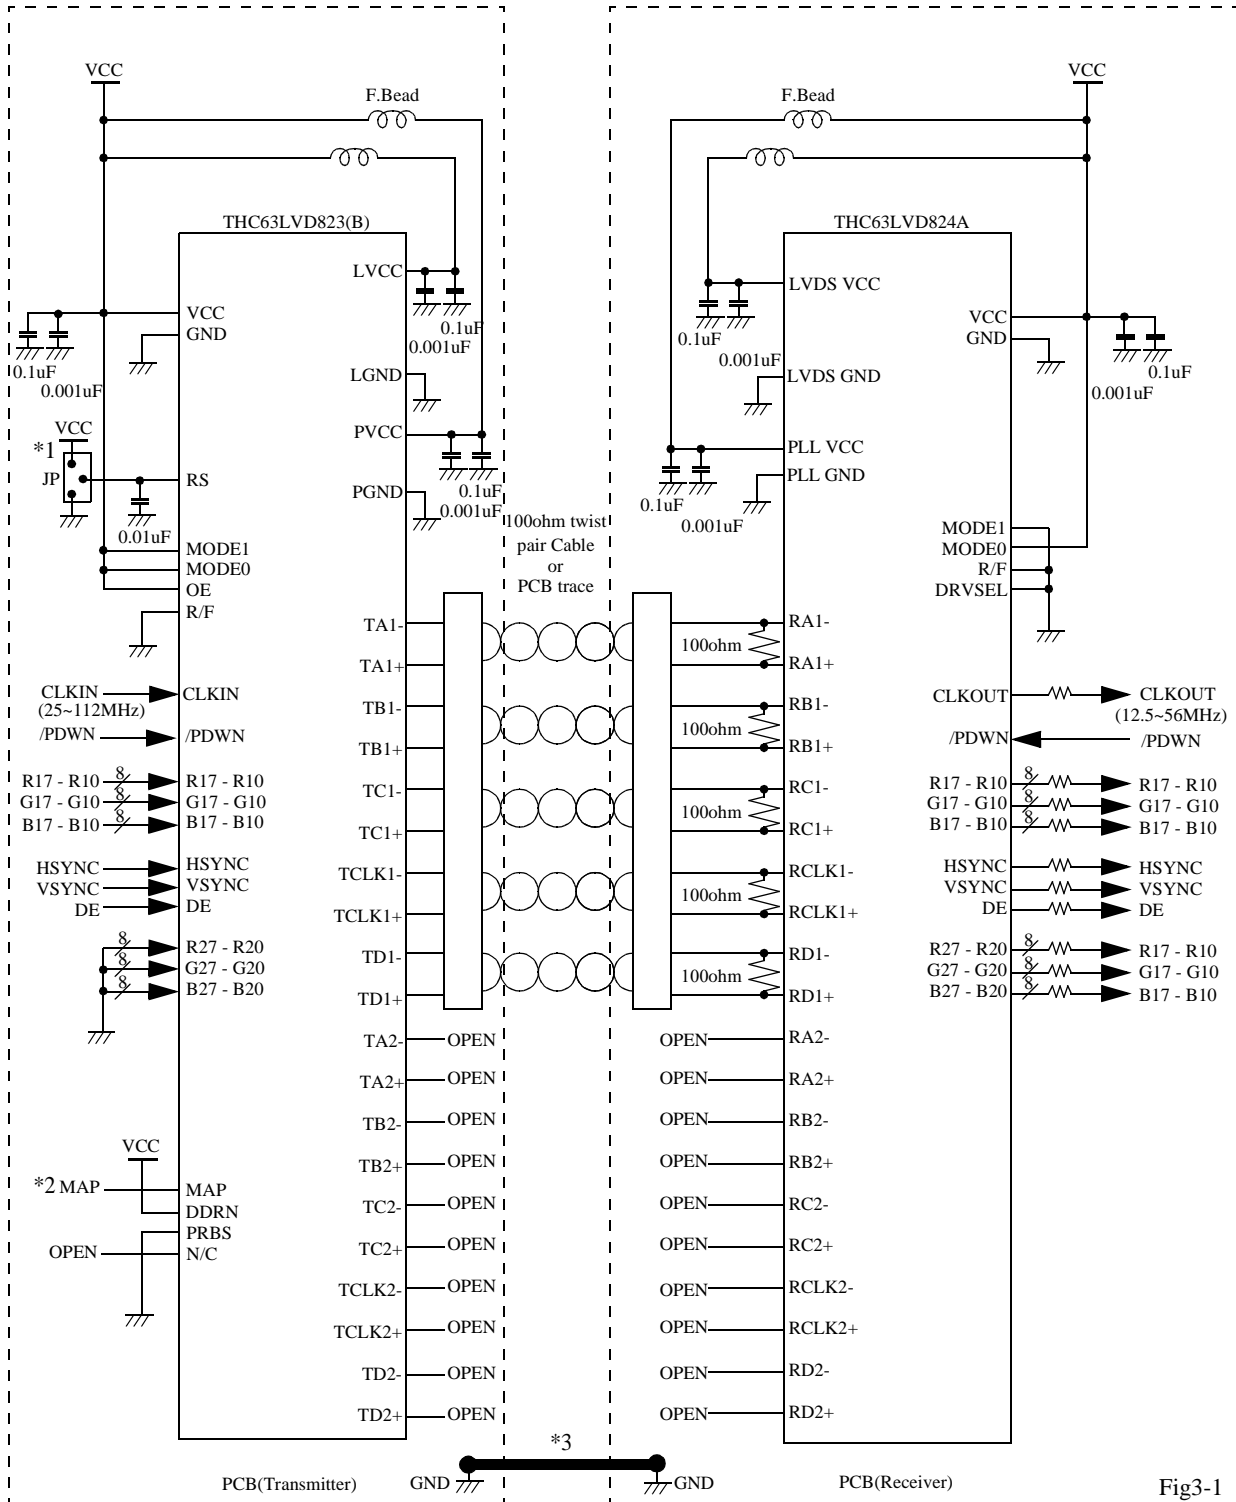 VCC
F.Bead
THC63LVD823(B)
LVCC
0.1uF
0.001uF
VCC
GND
0.1uF
0.001uF
LGND
VCC
*1
JP
RS
0.01uF
PVCC
0.1uF
0.001uF
PGND
MODE1
MODE0
OE
R/F
TA1-
TA1+
TB1-
TB1+
TC1-
TC1+
TCLK1-
TCLK1+
TD1-
TD1+
CLKIN
(25~112MHz)
CLKIN
/PDWN
/PDWN
R17 - R10 8 R17 - R10
G17 - G10 8 G17 - G10
B17 - B10 8 B17 - B10
HSYNC HSYNC
VSYNC VSYNC
DE DE
8 R27 - R20
8 G27 - G20
8 B27 - B20
TA2- OPEN
TA2+ OPEN
TB2- OPEN
TB2+ OPEN
TC2- OPEN
TC2+ OPEN
TCLK2- OPEN
TCLK2+ OPEN
TD2- OPEN
TD2+ OPEN
VCC
*2 MAP MAP
DDRN
PRBS
OPEN N/C
PCB(Transmitter)
GND
*3
GND
100ohm twist
pair Cable
or
PCB trace
VCC
F.Bead
THC63LVD824A
LVDS VCC
0.1uF
0.001uF
LVDS GND
VCC
GND
0.1uF
0.001uF
PLL VCC
PLL GND
0.1uF
0.001uF
MODE1
MODE0
R/F
DRVSEL
RA1-
100ohm
RA1+
RB1-
100ohm
RB1+
RC1-
100ohm
RC1+
RCLK1-
100ohm
RCLK1+
RD1-
100ohm
RD1+
CLKOUT CLKOUT
(12.5~56MHz)
/PDWN /PDWN
R17 - R10 8 R17 - R10
G17 - G10 8 G17 - G10
B17 - B10 8 B17 - B10
HSYNC HSYNC
VSYNC VSYNC
DE DE
R27 - R20 8 R17 - R10
G27 - G20 8 G17 - G10
B27 - B20 8 B17 - B10
OPEN RA2-
OPEN RA2+
OPEN RB2-
OPEN RB2+
OPEN RC2-
OPEN RC2+
OPEN RCLK2-
OPEN RCLK2+
OPEN RD2-
OPEN RD2+
PCB(Receiver)
Fig3-1